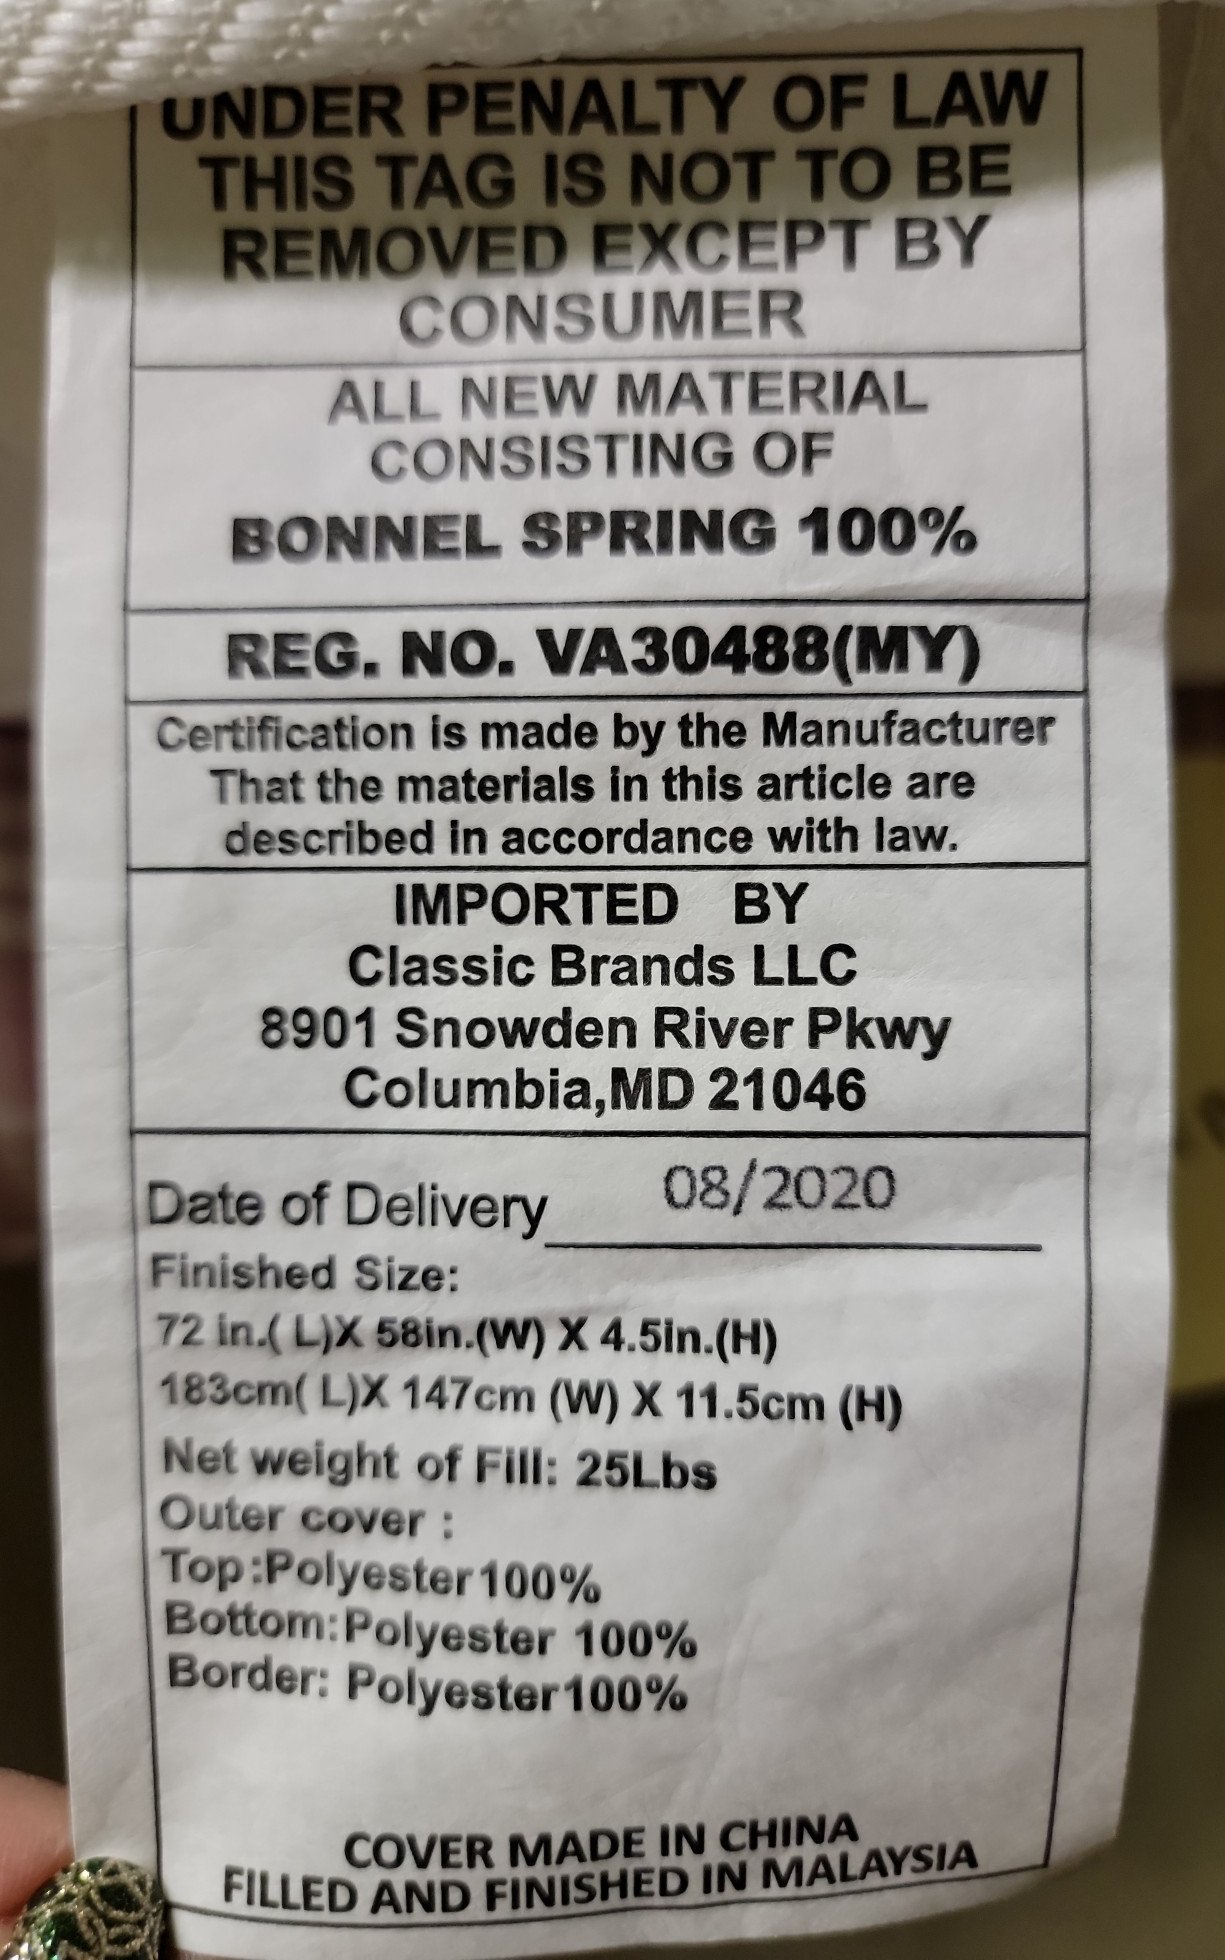 UNDER PENALTY OF LAW
THIS TAG IS NOT TO BE
REMOVED EXCEPT BY
CONSUMER
ALL NEW MATERIAL
CONSISTING OF
BONNEL SPRING 100%
REG. NO. VA30488(MY)
Certification is made by the Manufacturer
That the materials in this article are
described in accordance with law.
IMPORTED BY
Classic Brands LLC
8901 Snowden River Pkwy
Columbia,MD 21046
Date of Delivery 08/2020
Finished Size:
72 in.( L)X 58in.(W) X 4.5in.(H)
183cm( L)X 147cm (W) X 11.5cm (H)
Net weight of Fill: 25Lbs
Outer cover :
Top:Polyester100%
Bottom:Polyester 100%
Border: Polyester100%
COVER MADE IN CHINA
FILLED AND FINISHED IN MALAYSIA